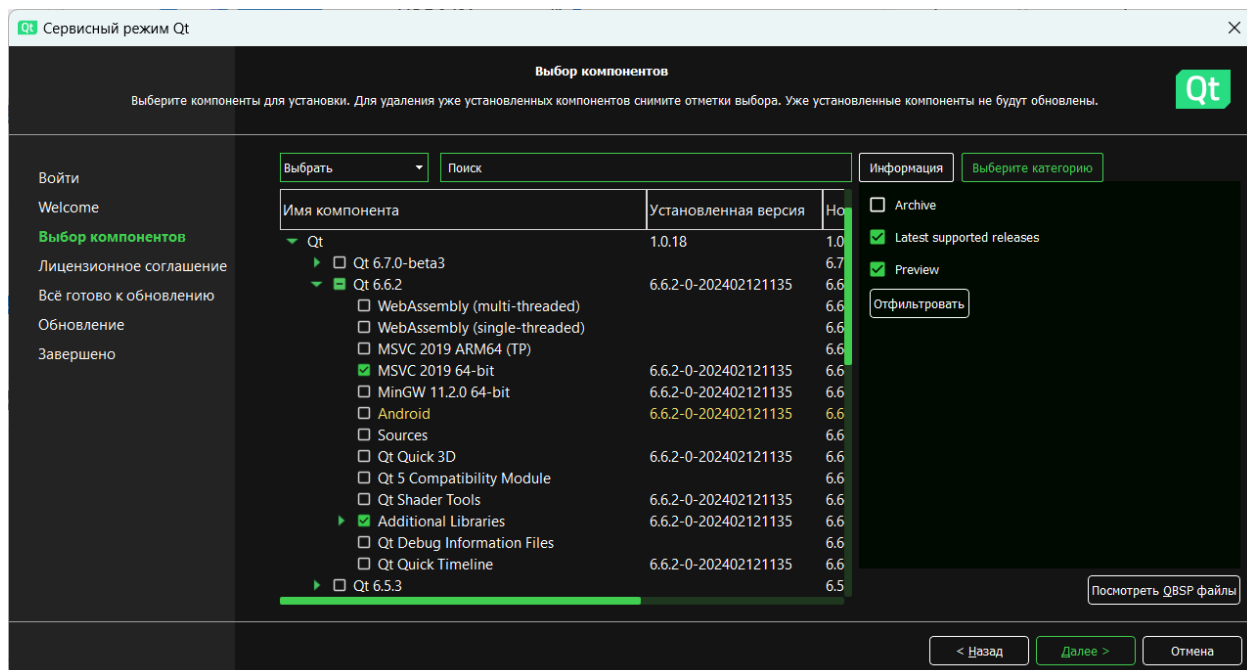 Qt Сервисный режим Qt
Выбор компонентов
Выберите компоненты для установки. Для удаления уже установленных компонентов снимите отметки выбора. Уже установленные компоненты не будут обновлены.
Qt
Войти
Welcome
Выбор компонентов
Лицензионное соглашение
Всё готово к обновлению
Обновление
Завершено
Выбрать Поиск
Имя компонента Установленная версия Но
Qt 1.0.18 1.0
Qt 6.7.0-beta3 6.7
Qt 6.6.2 6.6.2-0-202402121135 6.6
WebAssembly (multi-threaded) 6.6
WebAssembly (single-threaded) 6.6
MSVC 2019 ARM64 (TP) 6.6
MSVC 2019 64-bit 6.6.2-0-202402121135 6.6
MinGW 11.2.0 64-bit 6.6.2-0-202402121135 6.6
Android 6.6.2-0-202402121135 6.6
Sources 6.6
Qt Quick 3D 6.6.2-0-202402121135 6.6
Qt 5 Compatibility Module 6.6
Qt Shader Tools 6.6.2-0-202402121135 6.6
Additional Libraries 6.6.2-0-202402121135 6.6
Qt Debug Information Files 6.6
Qt Quick Timeline 6.6.2-0-202402121135 6.6
Qt 6.5.3 6.5
Информация Выберите категорию
Archive
Latest supported releases
Preview
Отфильтровать
Посмотреть QBSP файлы
< Назад Далее > Отмена